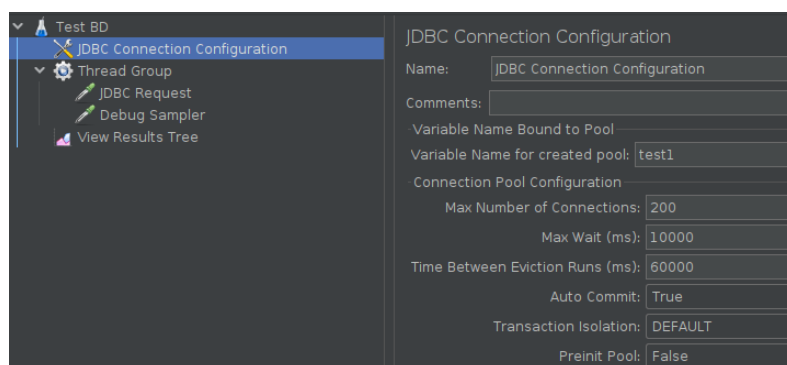 Test BD
JDBC Connection Configuration
Thread Group
JDBC Request
Debug Sampler
View Results Tree
JDBC Connection Configuration
Name: JDBC Connection Configuration
Comments:
Variable Name Bound to Pool
Variable Name for created pool: test1
Connection Pool Configuration
Max Number of Connections: 200
Max Wait (ms): 10000
Time Between Eviction Runs (ms): 60000
Auto Commit: True
Transaction Isolation: DEFAULT
Preinit Pool: False